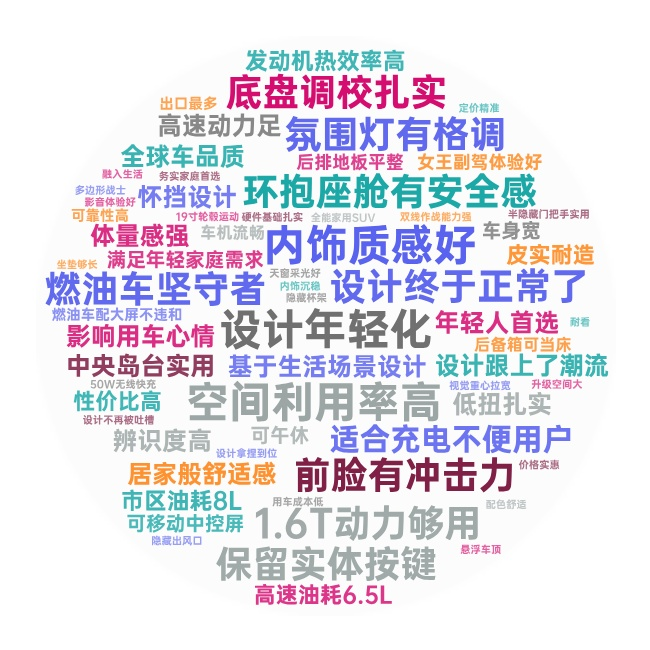 发动机热效率高
底盘调校扎实
出口最多
定价精准
高速动力足
氛围灯有格调
全球车品质
后排地板平整
女王副驾体验好
融入生活
务实家庭首选
多边形战士
影音体验好
怀挡设计
环抱座舱有安全感
可靠性高
19寸轮毂运动
硬件基础扎实
全能家用SUV
双线作战能力强
半隐藏门把手实用
体量感强
车机流畅
内饰质感好
车身宽
满足年轻家庭需求
皮实耐造
坐垫够长
天窗采光好
燃油车坚守者
内饰沉稳
隐藏杯架
设计终于正常了
燃油车配大屏不违和
影响用车心情
设计年轻化
年轻人首选
耐看
后备箱可当床
中央岛台实用
基于生活场景设计
设计跟上了潮流
50W无线快充
视觉重心拉宽
升级空间大
性价比高
空间利用率高
低扭扎实
设计不再被吐槽
辨识度高
可午休
适合充电不便用户
设计拿捏到位
居家般舒适感
前脸有冲击力
价格实惠
市区油耗8L
用车成本低
配色舒适
可移动中控屏
1.6T动力够用
隐藏出风口
保留实体按键
悬浮车顶
高速油耗6.5L